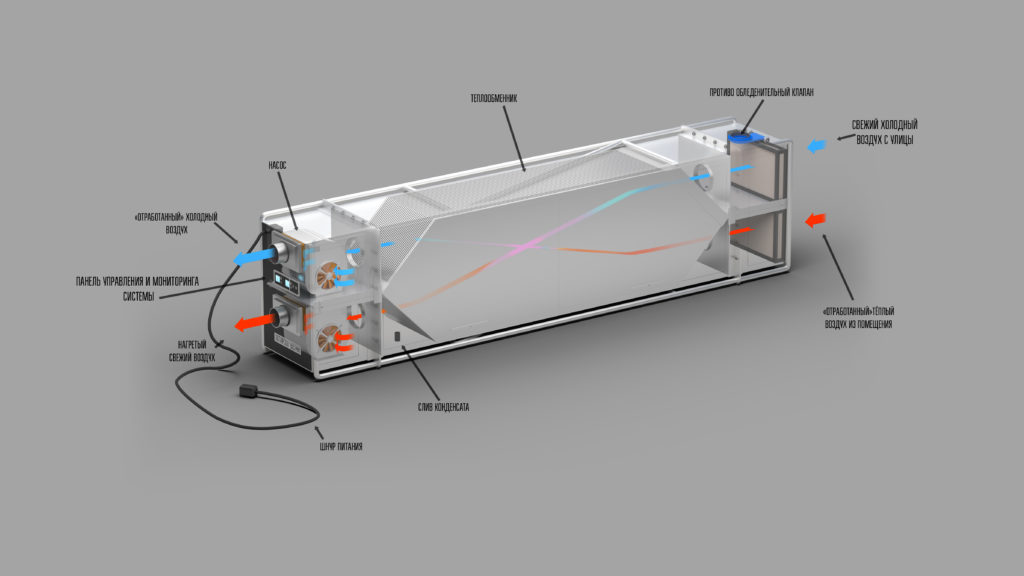 ТЕПЛООБМЕННИК
ПРОТИВО ОБЛЕДЕНИТЕЛЬНЫЙ КЛАПАН
СВЕЖИЙ ХОЛОДНЫЙ
ВОЗДУХ С УЛИЦЫ
НАСОС
«ОТРАБОТАННЫЙ» ХОЛОДНЫЙ
ВОЗДУХ
ПАНЕЛЬ УПРАВЛЕНИЯ И МОНИТОРИНГА
СИСТЕМЫ
«ОТРАБОТАННЫЙ»ТЁПЛЫЙ
ВОЗДУХ ИЗ ПОМЕЩЕНИЯ
НАГРЕТЫЙ
СВЕЖИЙ ВОЗДУХ
СЛИВ КОНДЕНСАТА
ШНУР ПИТАНИЯ